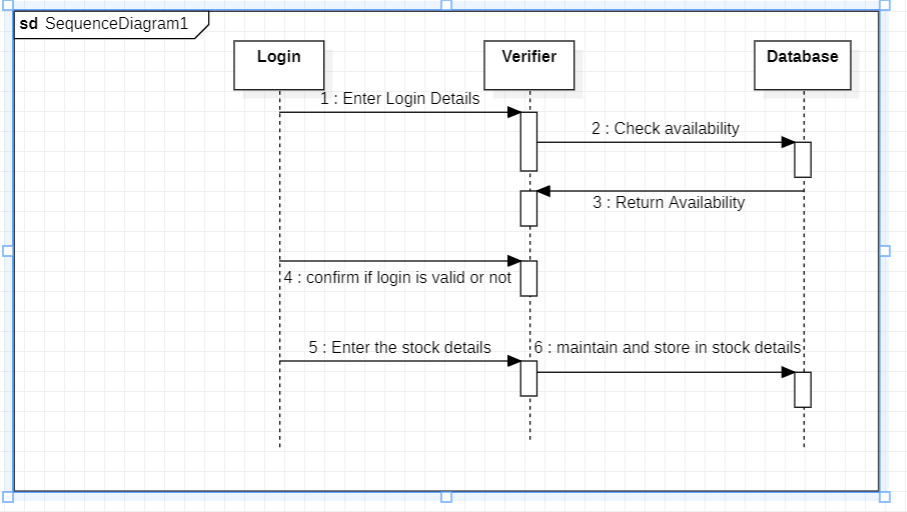 sd SequenceDiagram1
Login
Verifier
Database
1 : Enter Login Details
2 : Check availability
3 : Return Availability
4 : confirm if login is valid or not
5 : Enter the stock details
6 : maintain and store in stock details